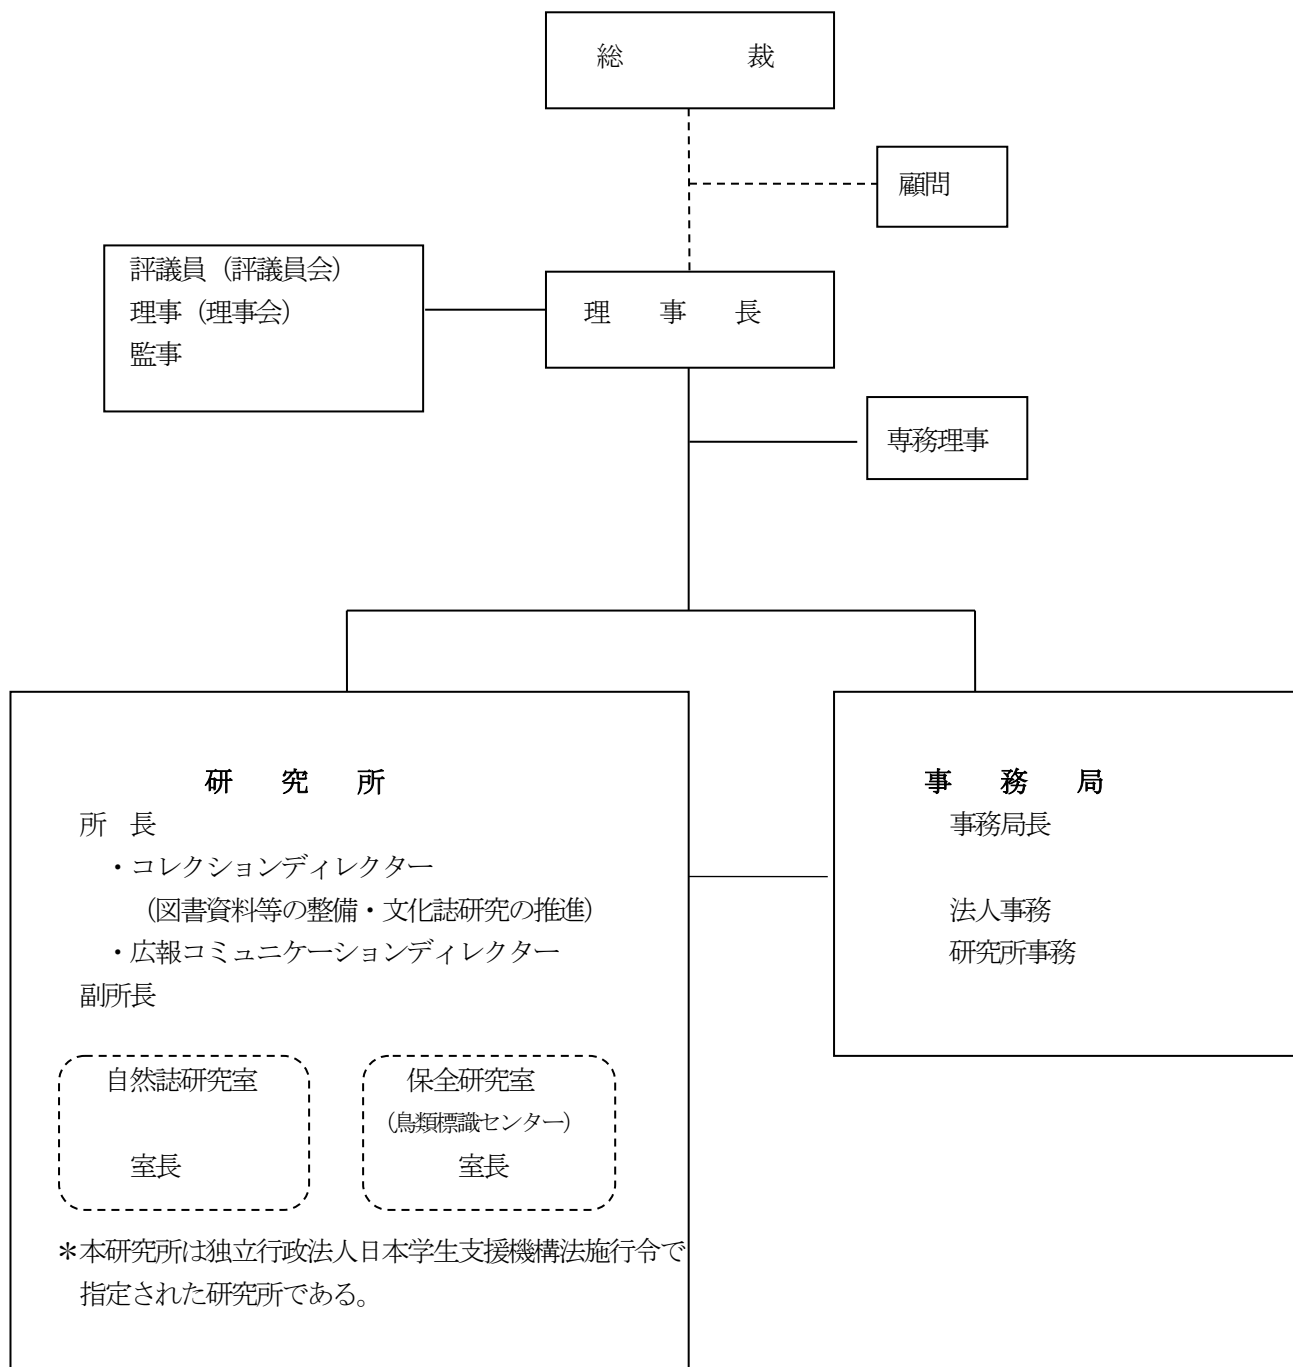 総　　　裁
顧問
評議員（評議員会）
理事（理事会）
監事
理　事　長
専務理事
研　究　所
所　長
・コレクションディレクター
（図書資料等の整備・文化誌研究の推進）
・広報コミュニケーションディレクター
副所長
自然誌研究室
室長
保全研究室
（鳥類標識センター）
室長
＊本研究所は独立行政法人日本学生支援機構法施行令で
指定された研究所である。
事　務　局
事務局長
法人事務
研究所事務